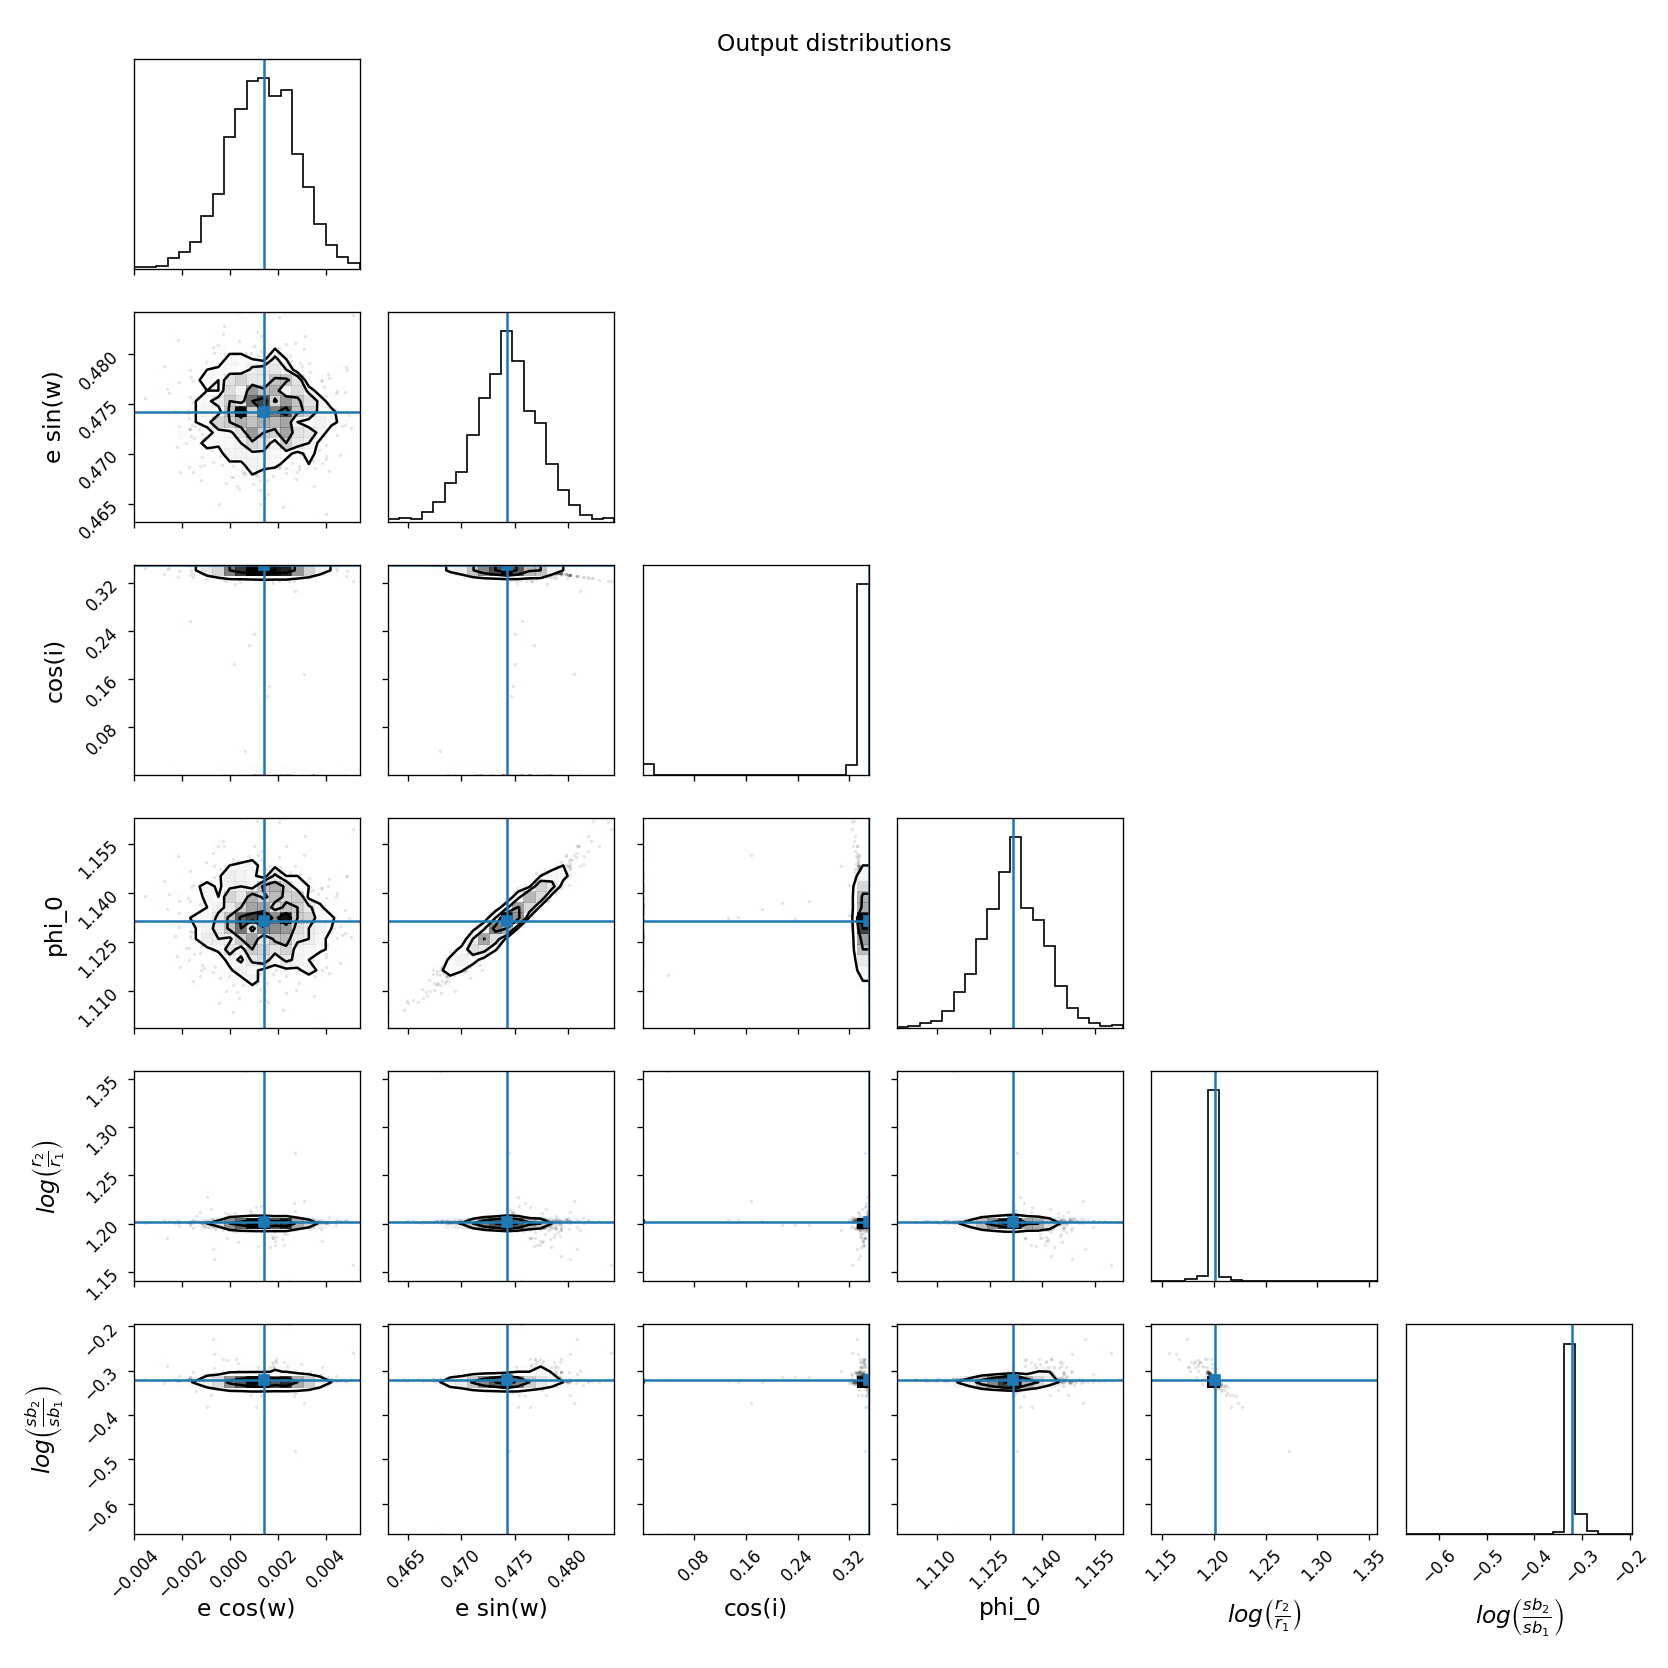 Output distributions
e sin(w)
0.480
0.475
0.470
0.465
cos(i)
0.32
0.24
0.16
0.08
phi_0
1.155
1.140
1.125
1.110
log(r₂/r₁)
1.35
1.30
1.25
1.20
1.15
log(sb₂/sb₁)
−0.2
−0.3
−0.4
−0.5
−0.6
−0.004 −0.002 0.000 0.002 0.004 0.465 0.470 0.475 0.480 0.08 0.16 0.24 0.32 1.110 1.125 1.140 1.155 1.15 1.20 1.25 1.30 1.35 −0.6 −0.5 −0.4 −0.3 −0.2
e cos(w) e sin(w) cos(i) phi_0 log(r₂/r₁) log(sb₂/sb₁)